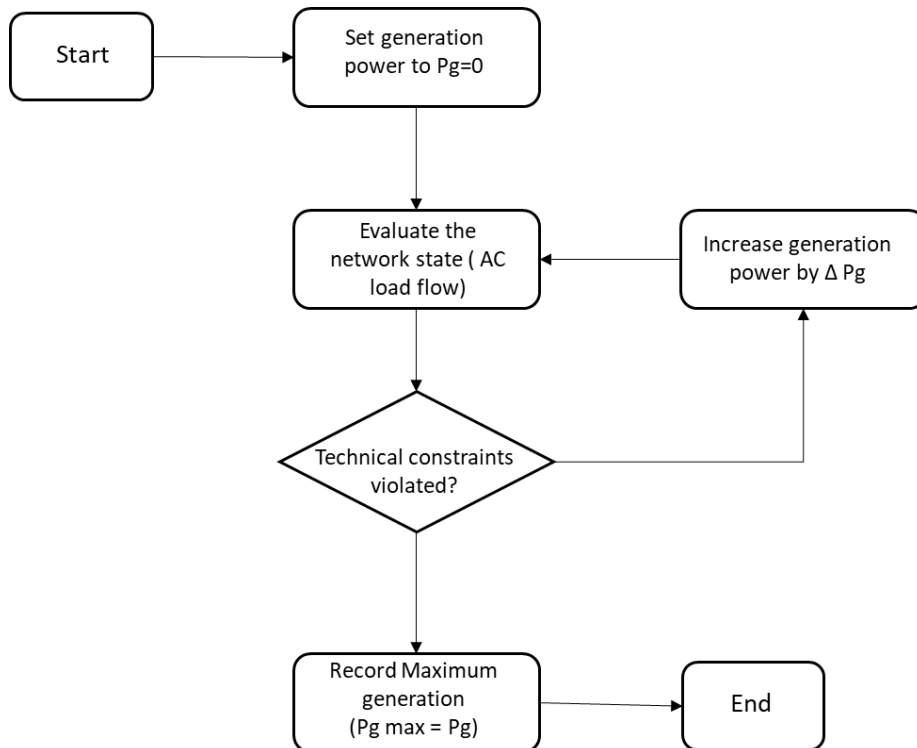 Start
Set generation
power to Pg=0
Evaluate the
network state ( AC
load flow)
Increase generation
power by Δ Pg
Technical constraints
violated?
Record Maximum
generation
(Pg max = Pg)
End